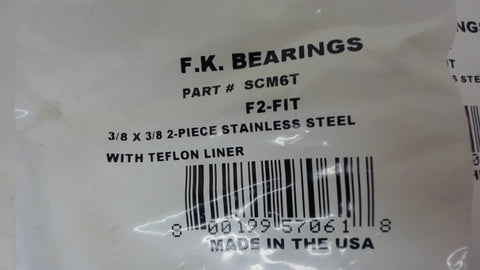 F.K. BEARINGS
PART # SCM6T
F2-FIT
3/8 X 3/8 2-PIECE STAINLESS STEEL
WITH TEFLON LINER
8 00199 57061 8
MADE IN THE USA